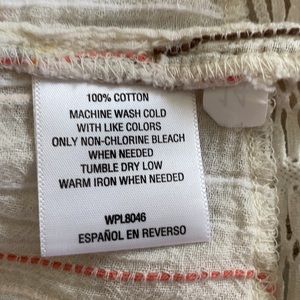 100% COTTON
MACHINE WASH COLD
WITH LIKE COLORS
ONLY NON-CHLORINE BLEACH
WHEN NEEDED
TUMBLE DRY LOW
WARM IRON WHEN NEEDED
WPL8046
ESPAÑOL EN REVERSO